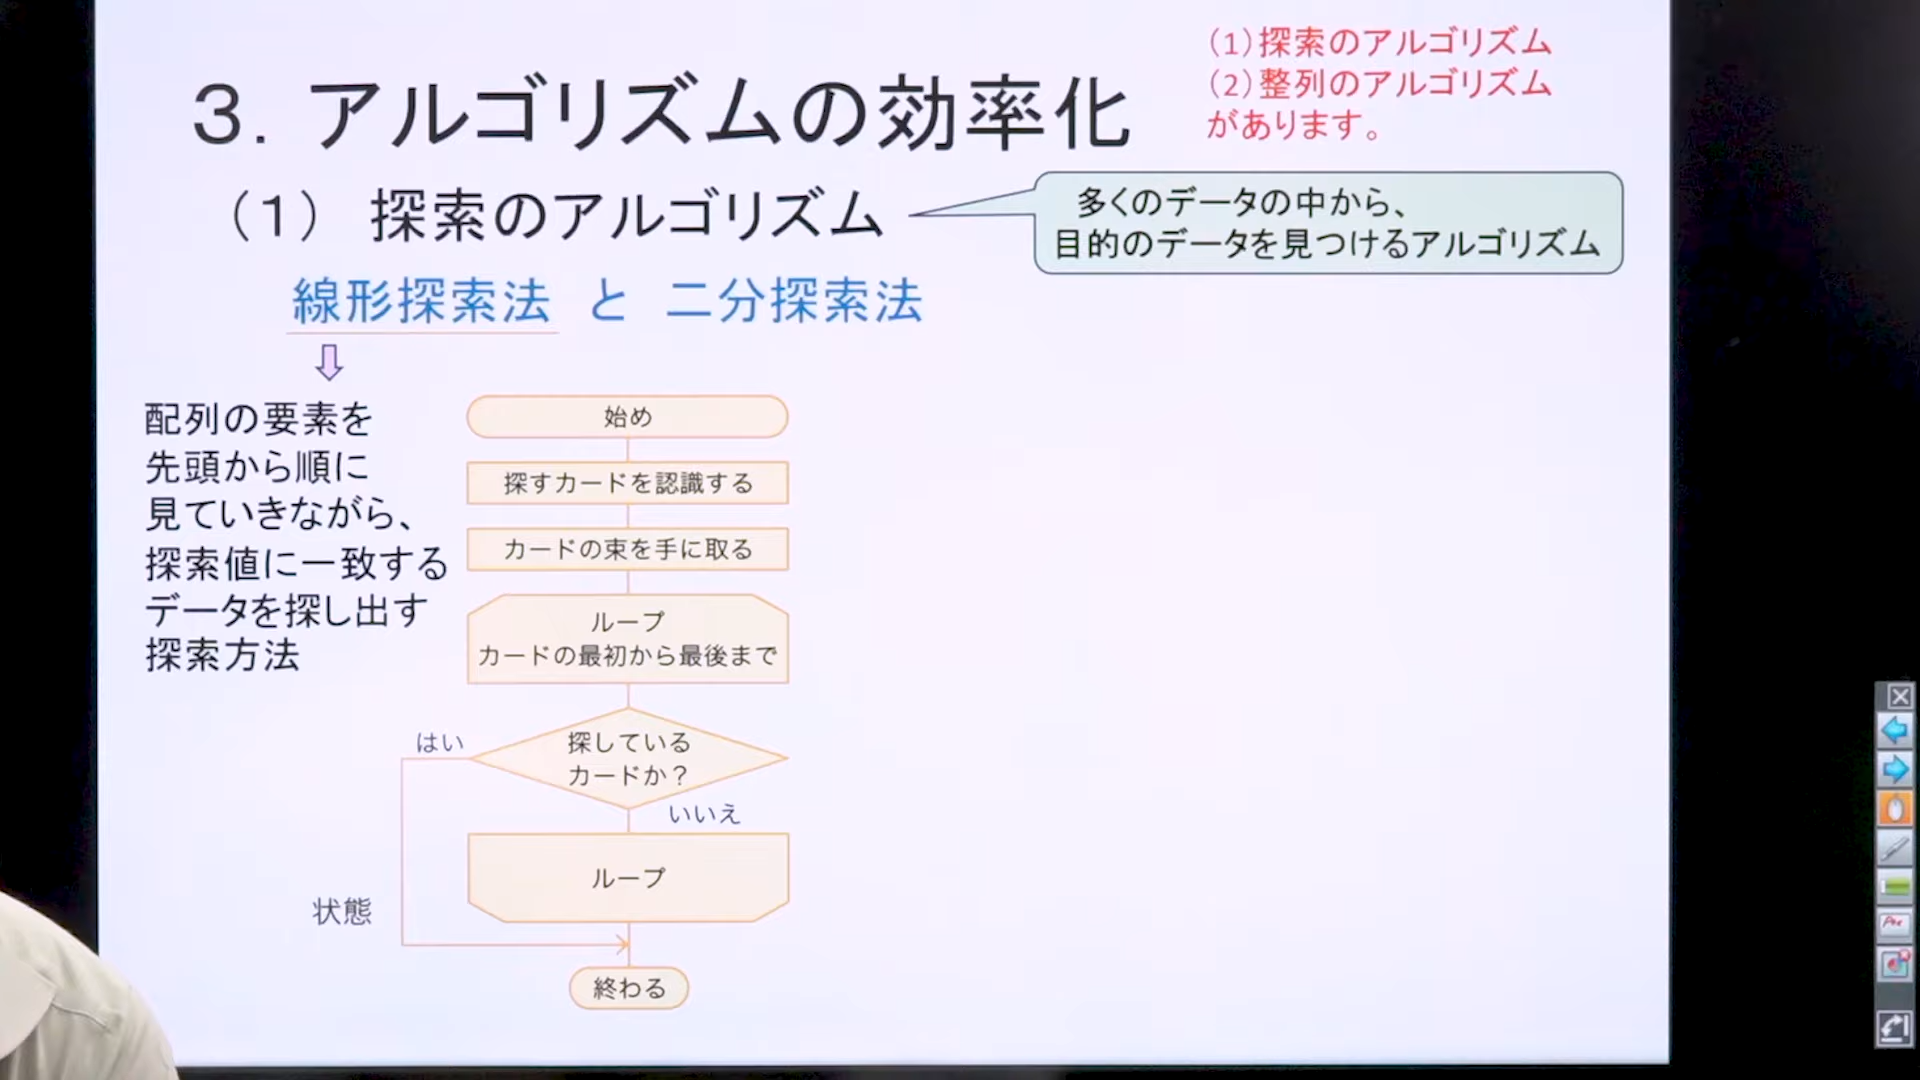 3．アルゴリズムの効率化
（1）探索のアルゴリズム
（2）整列のアルゴリズム
があります。
（1） 探索のアルゴリズム
多くのデータの中から、
目的のデータを見つけるアルゴリズム
線形探索法 と 二分探索法
配列の要素を
先頭から順に
見ていきながら、
探索値に一致する
データを探し出す
探索方法
始め
探すカードを認識する
カードの束を手に取る
ループ
カードの最初から最後まで
探している
カードか？
はい
いいえ
ループ
状態
終わる